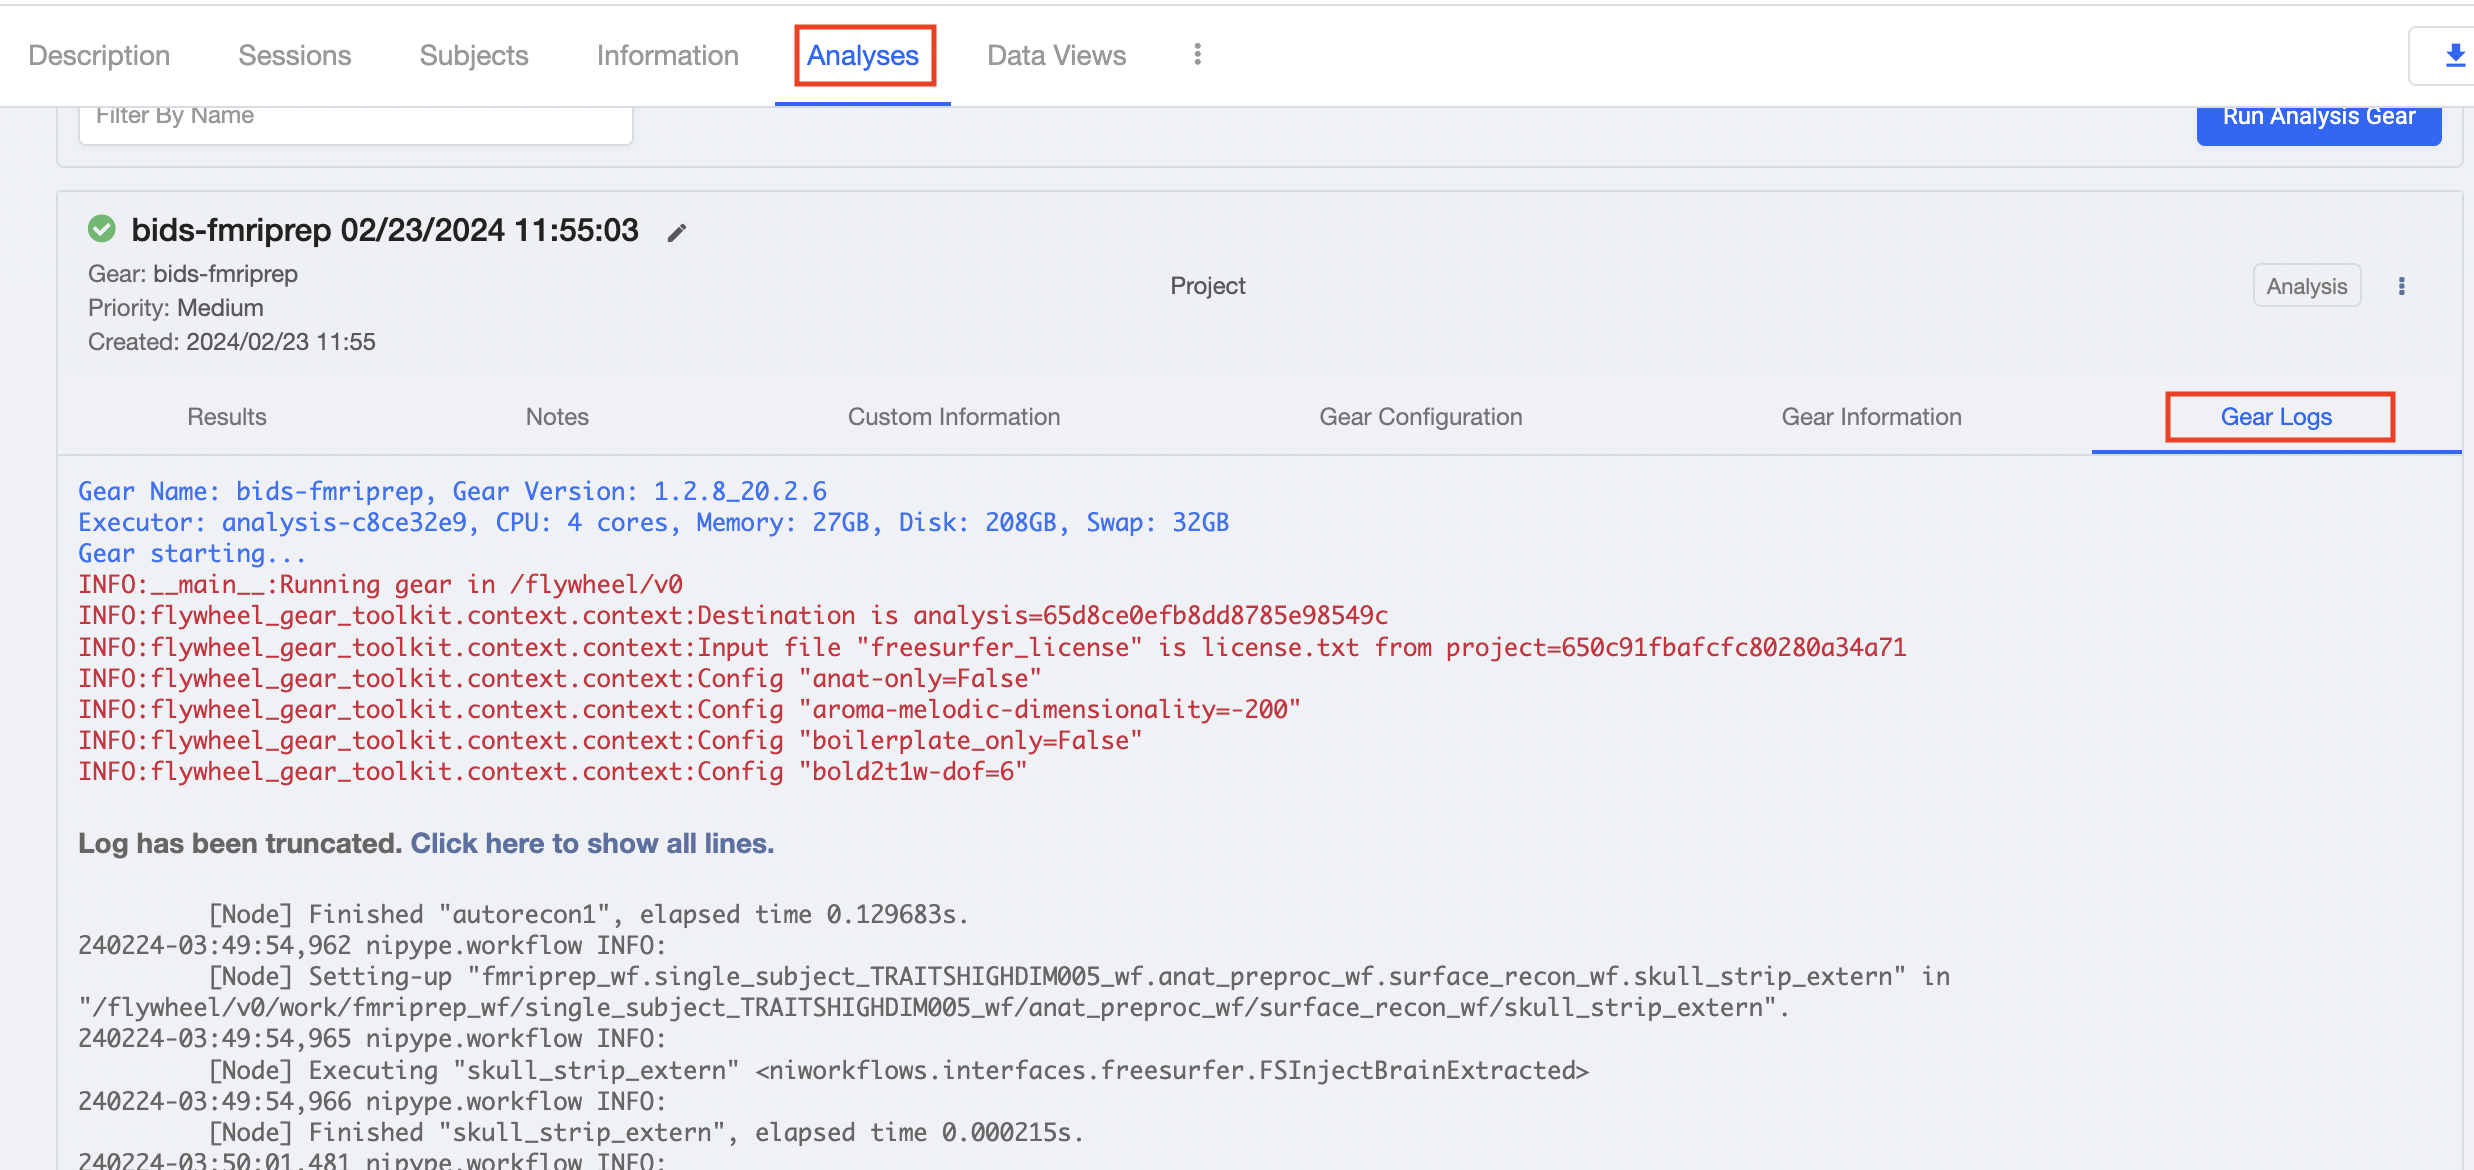 Description Sessions Subjects Information Analyses Data Views
Filter By Name Run Analysis Gear
bids-fmriprep 02/23/2024 11:55:03
Gear: bids-fmriprep
Priority: Medium
Created: 2024/02/23 11:55
Project
Analysis
Results Notes Custom Information Gear Configuration Gear Information Gear Logs
Gear Name: bids-fmriprep, Gear Version: 1.2.8_20.2.6
Executor: analysis-c8ce32e9, CPU: 4 cores, Memory: 27GB, Disk: 208GB, Swap: 32GB
Gear starting...
INFO:__main__:Running gear in /flywheel/v0
INFO:flywheel_gear_toolkit.context.context:Destination is analysis=65d8ce0efb8dd8785e98549c
INFO:flywheel_gear_toolkit.context.context:Input file "freesurfer_license" is license.txt from project=650c91fbafcfc80280a34a71
INFO:flywheel_gear_toolkit.context.context:Config "anat-only=False"
INFO:flywheel_gear_toolkit.context.context:Config "aroma-melodic-dimensionality=-200"
INFO:flywheel_gear_toolkit.context.context:Config "boilerplate_only=False"
INFO:flywheel_gear_toolkit.context.context:Config "bold2t1w-dof=6"
Log has been truncated. Click here to show all lines.
[Node] Finished "autorecon1", elapsed time 0.129683s.
240224-03:49:54,962 nipype.workflow INFO:
[Node] Setting-up "fmriprep_wf.single_subject_TRAITSHIGHDIM005_wf.anat_preproc_wf.surface_recon_wf.skull_strip_extern" in
"/flywheel/v0/work/fmriprep_wf/single_subject_TRAITSHIGHDIM005_wf/anat_preproc_wf/surface_recon_wf/skull_strip_extern".
240224-03:49:54,965 nipype.workflow INFO:
[Node] Executing "skull_strip_extern" <niworkflows.interfaces.freesurfer.FSInjectBrainExtracted>
240224-03:49:54,966 nipype.workflow INFO:
[Node] Finished "skull_strip_extern", elapsed time 0.000215s.
240224-03:50:01,481 nipype.workflow INFO: